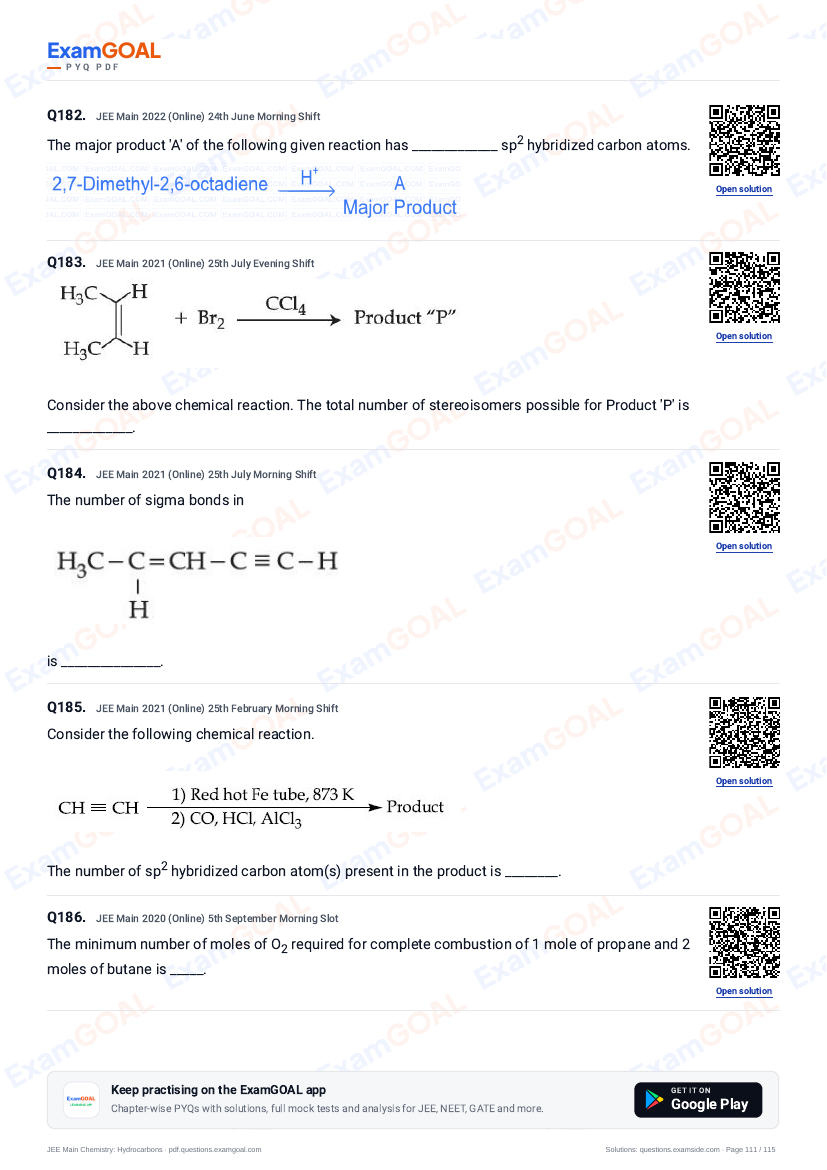 ExamGOAL
PYQ PDF
Q182. JEE Main 2022 (Online) 24th June Morning Shift
The major product 'A' of the following given reaction has _____________ sp2 hybridized carbon atoms.
2,7-Dimethyl-2,6-octadiene H+ A
Major Product
Open solution
Q183. JEE Main 2021 (Online) 25th July Evening Shift
H3C H
+ Br2 CCl4 Product “P”
H3C H
Open solution
Consider the above chemical reaction. The total number of stereoisomers possible for Product 'P' is
_____________.
Q184. JEE Main 2021 (Online) 25th July Morning Shift
The number of sigma bonds in
Open solution
H3C – C = CH – C ≡ C – H
H
is _______________.
Q185. JEE Main 2021 (Online) 25th February Morning Shift
Consider the following chemical reaction.
Open solution
CH ≡ CH 1) Red hot Fe tube, 873 K Product
2) CO, HCl, AlCl3
The number of sp2 hybridized carbon atom(s) present in the product is ________.
Q186. JEE Main 2020 (Online) 5th September Morning Slot
The minimum number of moles of O2 required for complete combustion of 1 mole of propane and 2
moles of butane is _____.
Open solution
Keep practising on the ExamGOAL app
Chapter-wise PYQs with solutions, full mock tests and analysis for JEE, NEET, GATE and more.
GET IT ON
Google Play
JEE Main Chemistry: Hydrocarbons · pdf.questions.examgoal.com
Solutions: questions.examside.com · Page 111 / 115